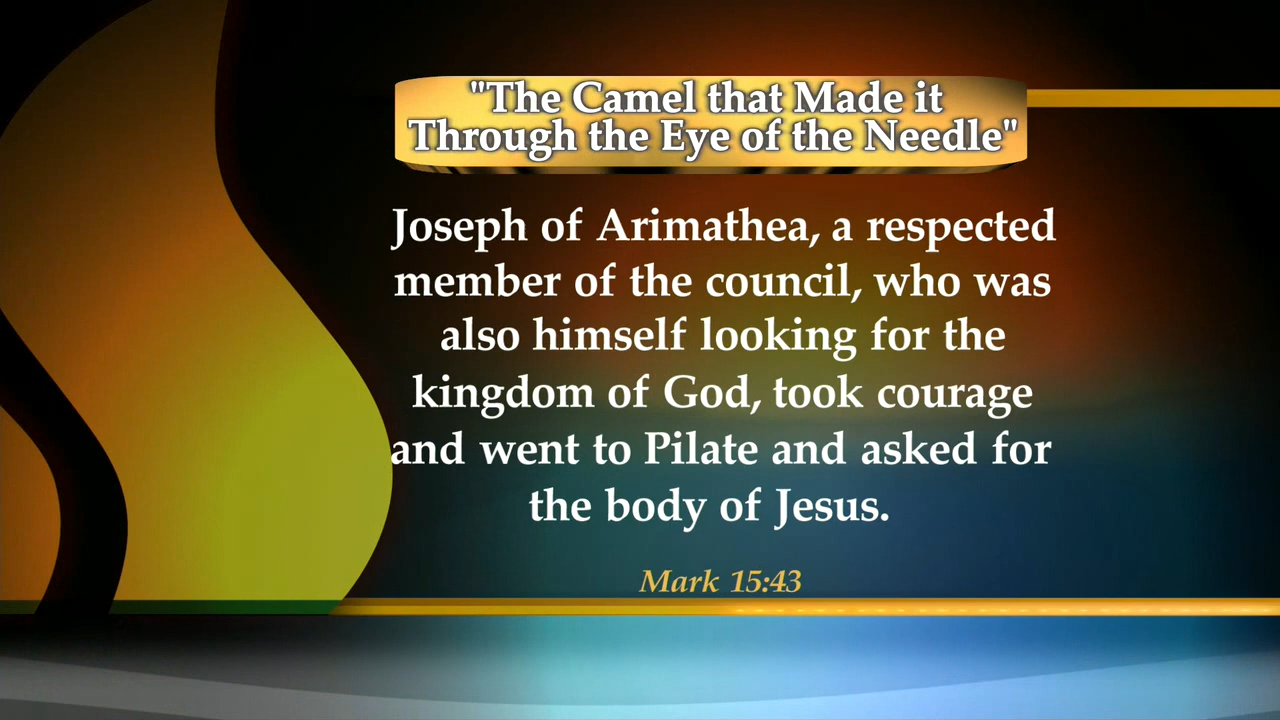 "The Camel that Made it
Through the Eye of the Needle"
Joseph of Arimathea, a respected
member of the council, who was
also himself looking for the
kingdom of God, took courage
and went to Pilate and asked for
the body of Jesus.
Mark 15:43